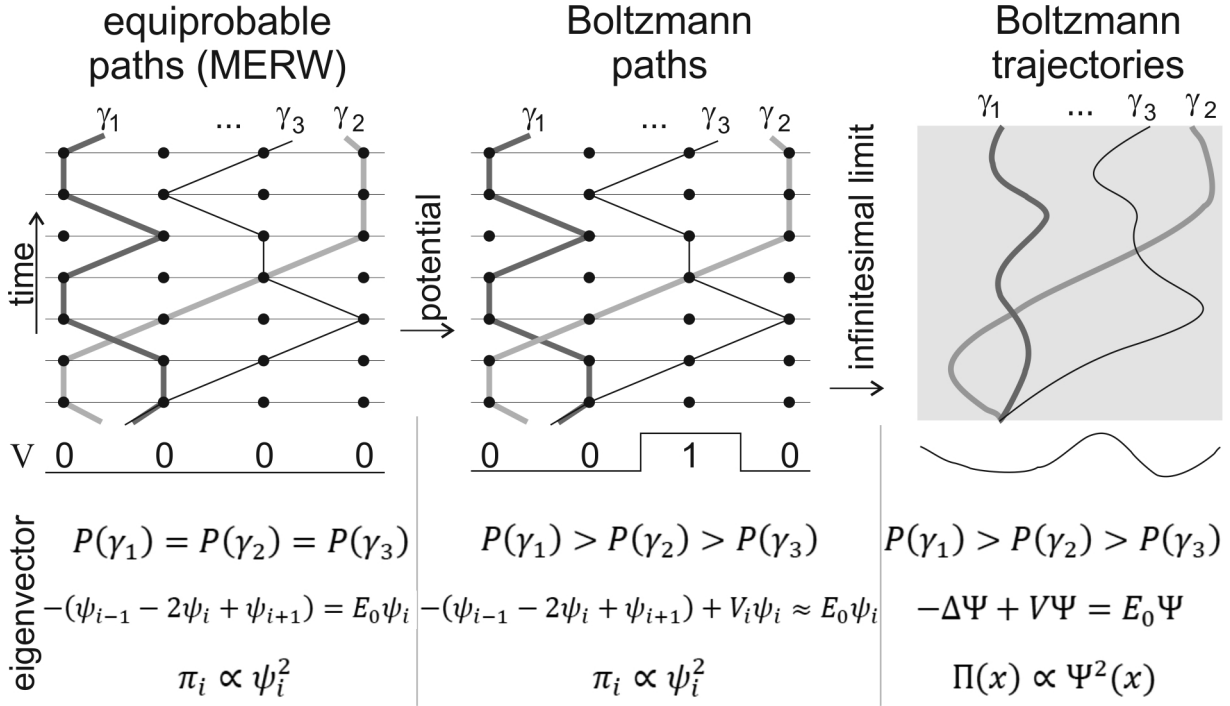 equiprobable
paths (MERW)
Boltzmann
paths
Boltzmann
trajectories
γ₁ ... γ₃ γ₂
γ₁ ... γ₃ γ₂
γ₁ ... γ₃ γ₂
time
potential
infinitesimal limit
V 0 0 0 0
0 0 1 0
eigenvector
P(γ₁) = P(γ₂) = P(γ₃)
−(ψᵢ₋₁ − 2ψᵢ + ψᵢ₊₁) = E₀ψᵢ
πᵢ ∝ ψᵢ²
P(γ₁) > P(γ₂) > P(γ₃)
−(ψᵢ₋₁ − 2ψᵢ + ψᵢ₊₁) + Vᵢψᵢ ≈ E₀ψᵢ
πᵢ ∝ ψᵢ²
P(γ₁) > P(γ₂) > P(γ₃)
−ΔΨ + VΨ = E₀Ψ
Π(x) ∝ Ψ²(x)